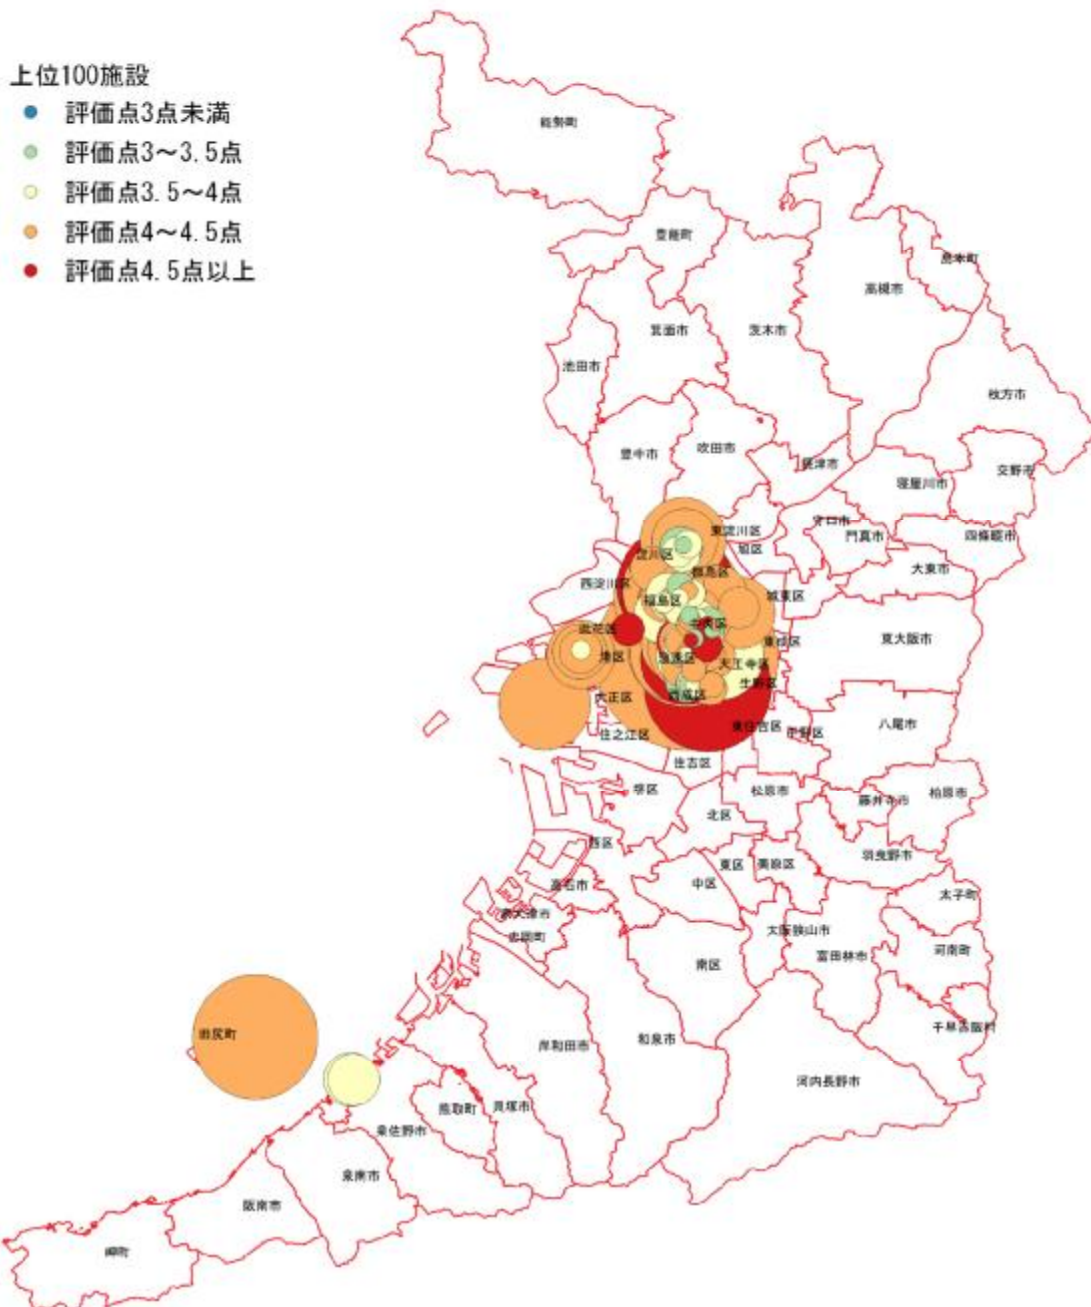 上位100施設
評価点3点未満
評価点3～3.5点
評価点3.5～4点
評価点4～4.5点
評価点4.5点以上
能勢町
豊能町
島本町
高槻市
箕面市
茨木市
池田市
枚方市
豊中市
吹田市
摂津市
交野市
寝屋川市
守口市
東淀川区
門真市
四條畷市
旭区
淀川区
都島区
大東市
西淀川区
城東区
福島区
中央区
此花区
東大阪市
東成区
港区
浪速区
天王寺区
生野区
西成区
大正区
八尾市
東住吉区
平野区
住之江区
住吉区
堺区
松原市
柏原市
藤井寺市
北区
西区
羽曳野市
東区
美原区
中区
高石市
太子町
泉大津市
大阪狭山市
忠岡町
富田林市
河南町
南区
千早赤阪村
田尻町
岸和田市
和泉市
河内長野市
熊取町
貝塚市
泉佐野市
泉南市
阪南市
岬町